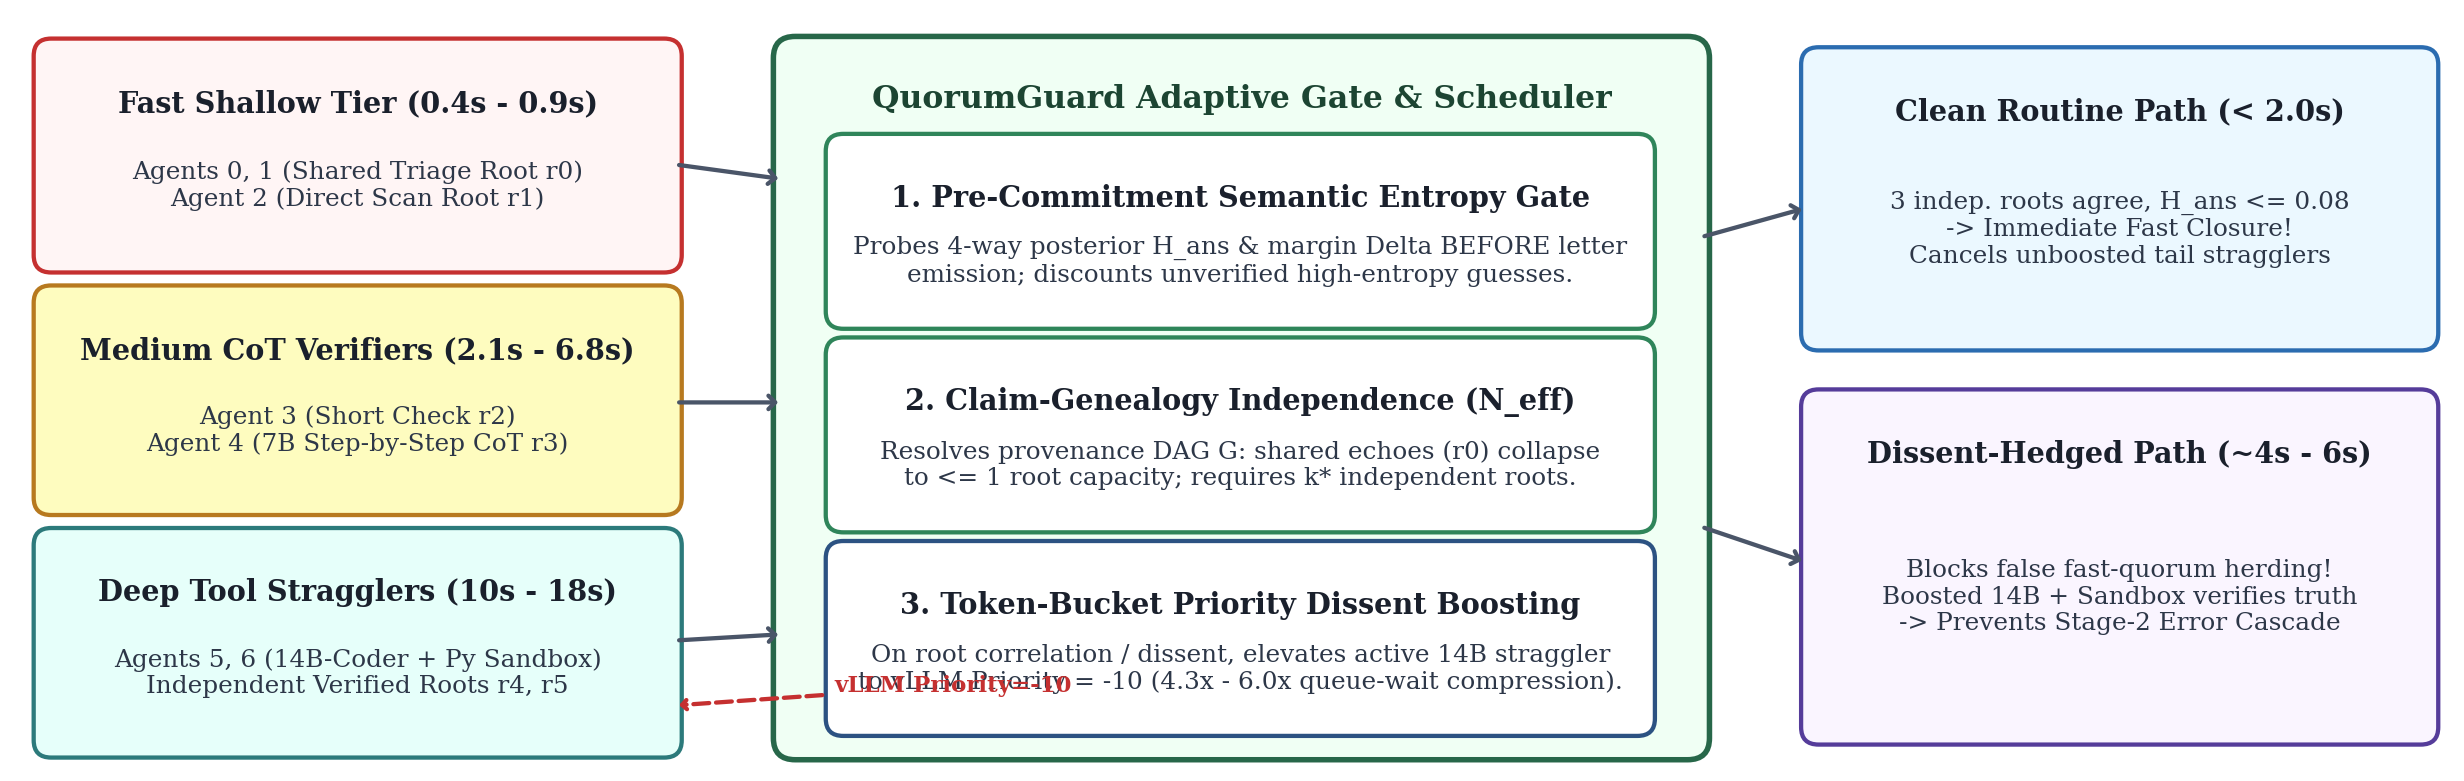 Fast Shallow Tier (0.4s - 0.9s)
Agents 0, 1 (Shared Triage Root r0)
Agent 2 (Direct Scan Root r1)
Medium CoT Verifiers (2.1s - 6.8s)
Agent 3 (Short Check r2)
Agent 4 (7B Step-by-Step CoT r3)
Deep Tool Stragglers (10s - 18s)
Agents 5, 6 (14B-Coder + Py Sandbox)
Independent Verified Roots r4, r5
QuorumGuard Adaptive Gate & Scheduler
1. Pre-Commitment Semantic Entropy Gate
Probes 4-way posterior H_ans & margin Delta BEFORE letter
emission; discounts unverified high-entropy guesses.
2. Claim-Genealogy Independence (N_eff)
Resolves provenance DAG G: shared echoes (r0) collapse
to <= 1 root capacity; requires k* independent roots.
3. Token-Bucket Priority Dissent Boosting
On root correlation / dissent, elevates active 14B straggler
to vLLM Priority = -10 (4.3x - 6.0x queue-wait compression).
vLLM Priority=-10
Clean Routine Path (< 2.0s)
3 indep. roots agree, H_ans <= 0.08
-> Immediate Fast Closure!
Cancels unboosted tail stragglers
Dissent-Hedged Path (~4s - 6s)
Blocks false fast-quorum herding!
Boosted 14B + Sandbox verifies truth
-> Prevents Stage-2 Error Cascade